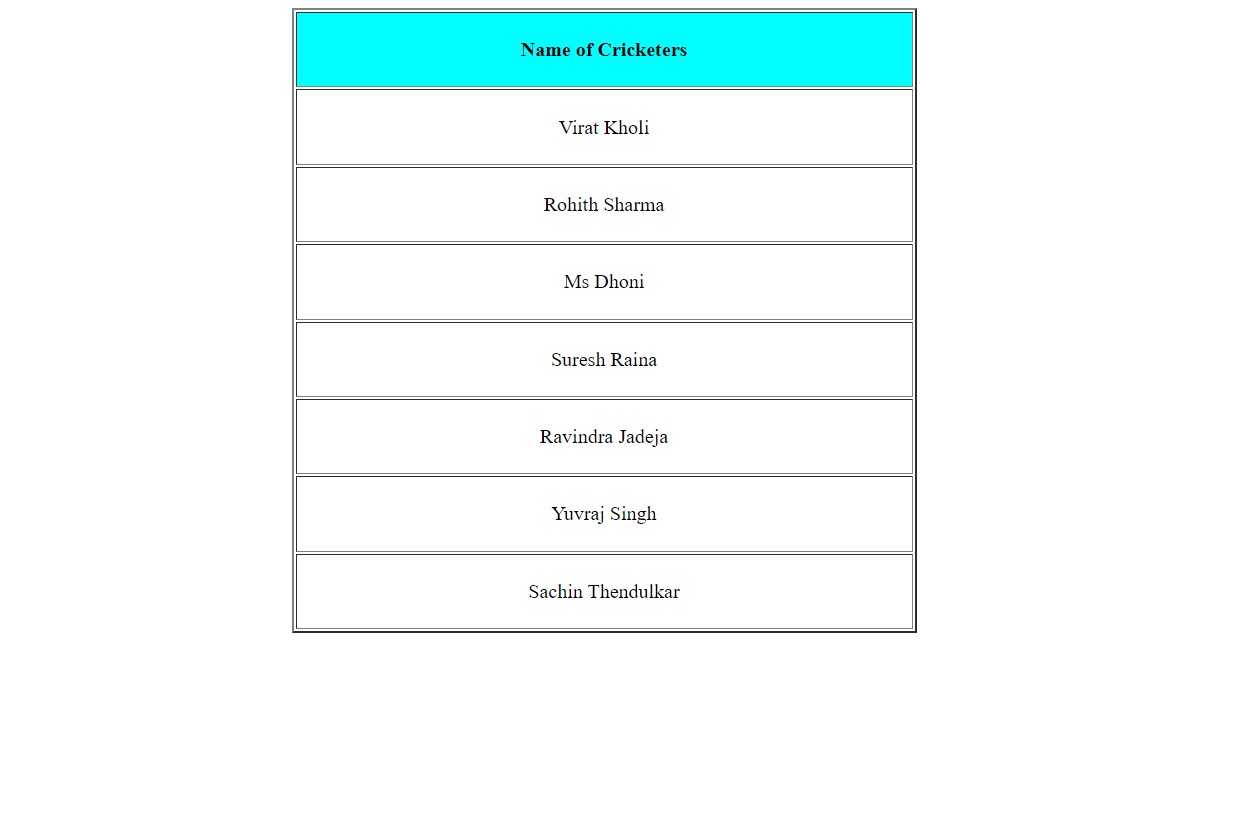 Name of Cricketers
Virat Kholi
Rohith Sharma
Ms Dhoni
Suresh Raina
Ravindra Jadeja
Yuvraj Singh
Sachin Thendulkar